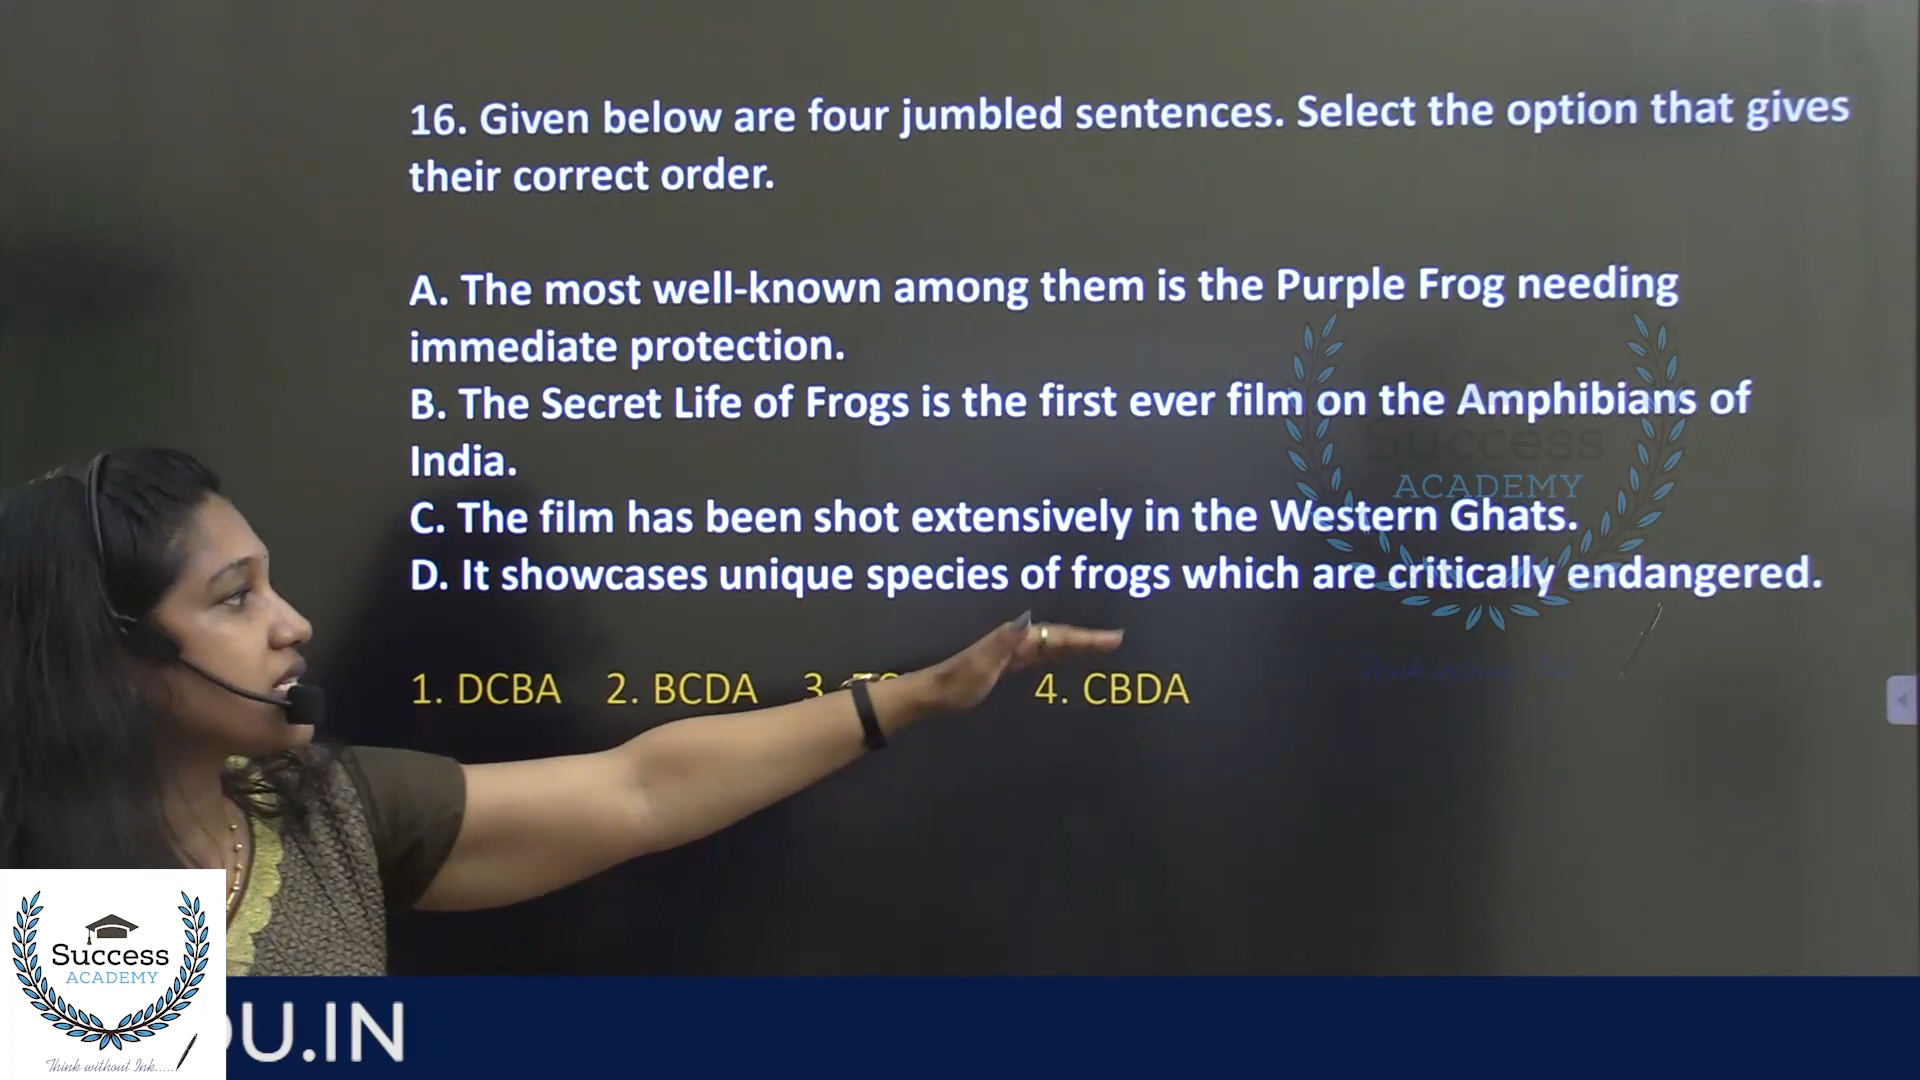 16. Given below are four jumbled sentences. Select the option that gives
their correct order.
A. The most well-known among them is the Purple Frog needing
immediate protection.
B. The Secret Life of Frogs is the first ever film on the Amphibians of
India.
C. The film has been shot extensively in the Western Ghats.
D. It showcases unique species of frogs which are critically endangered.
1. DCBA 2. BCDA 3. 4. CBDA
Success
ACADEMY
Success
ACADEMY
Think without Ink.....
U.IN